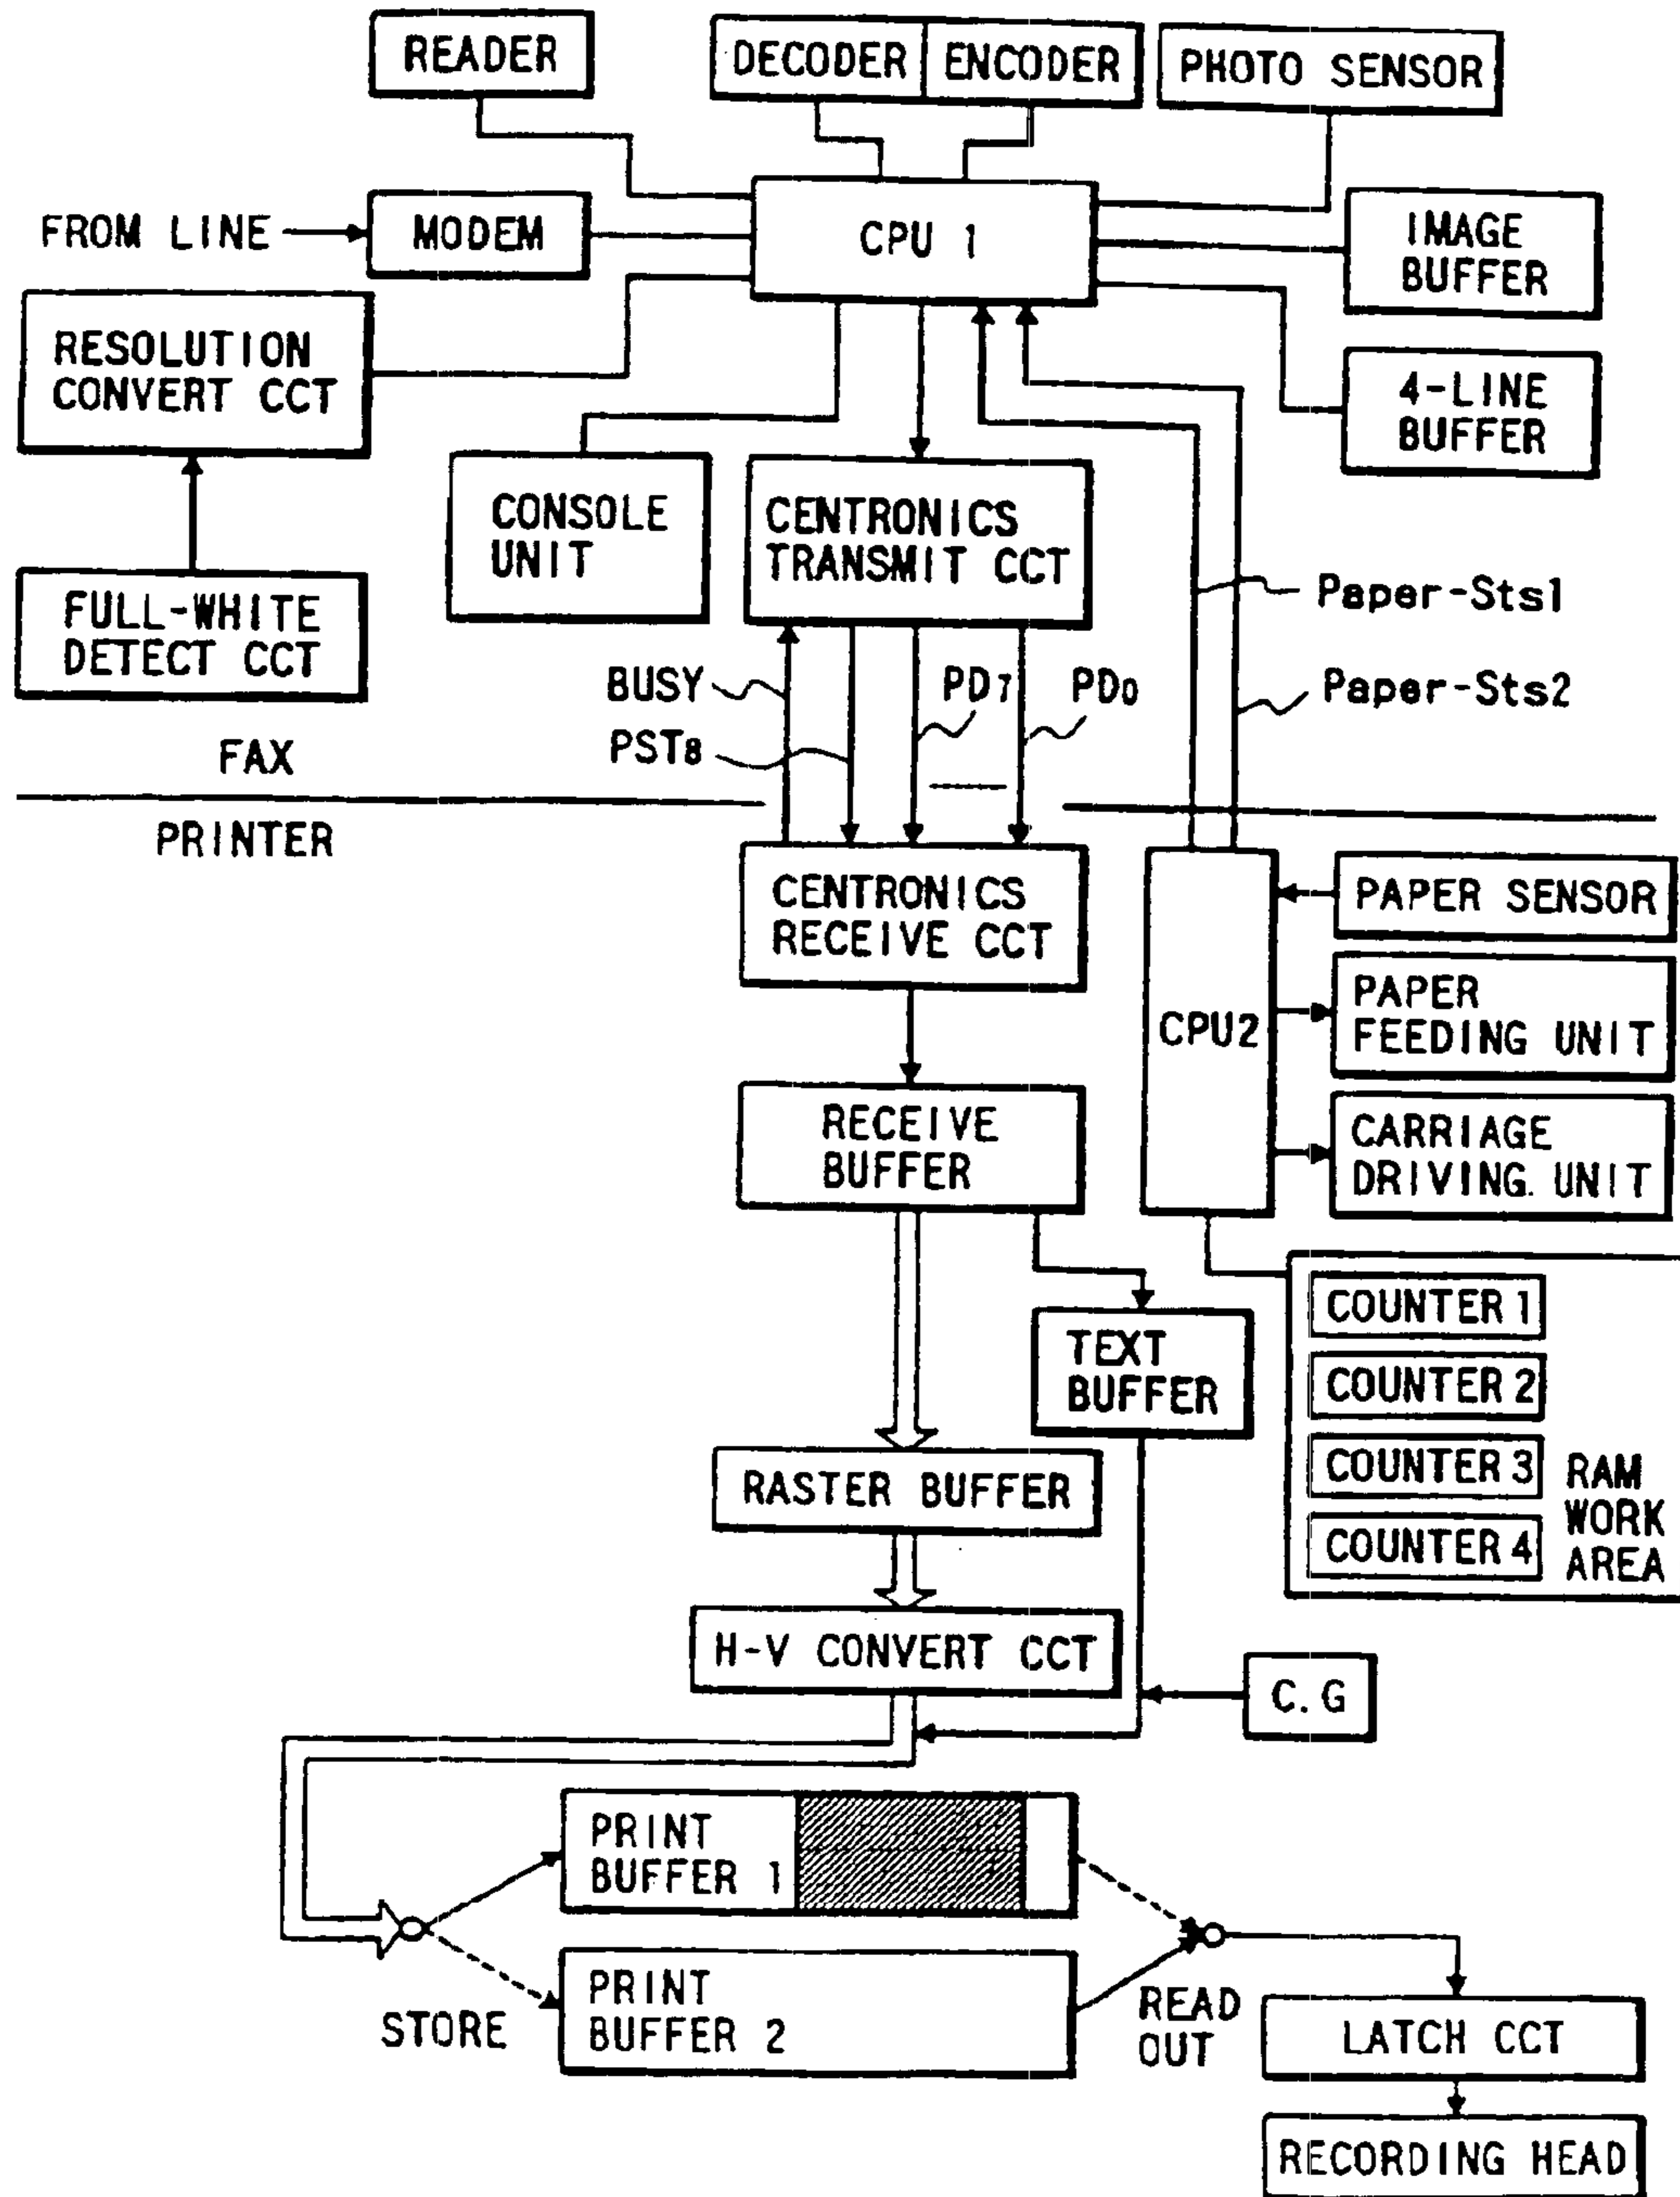 READER
DECODER
ENCODER
PHOTO SENSOR
FROM LINE
MODEM
CPU 1
IMAGE
BUFFER
RESOLUTION
CONVERT CCT
4-LINE
BUFFER
CONSOLE
UNIT
CENTRONICS
TRANSMIT CCT
FULL-WHITE
DETECT CCT
Paper-Sts1
BUSY
PD7
PD0
Paper-Sts2
PST8
FAX
PRINTER
CENTRONICS
RECEIVE CCT
PAPER SENSOR
CPU2
PAPER
FEEDING UNIT
RECEIVE
BUFFER
CARRIAGE
DRIVING. UNIT
TEXT
BUFFER
COUNTER 1
COUNTER 2
COUNTER 3
COUNTER 4
RAM
WORK
AREA
RASTER BUFFER
H-V CONVERT CCT
C.G
PRINT
BUFFER 1
PRINT
BUFFER 2
STORE
READ
OUT
LATCH CCT
RECORDING HEAD